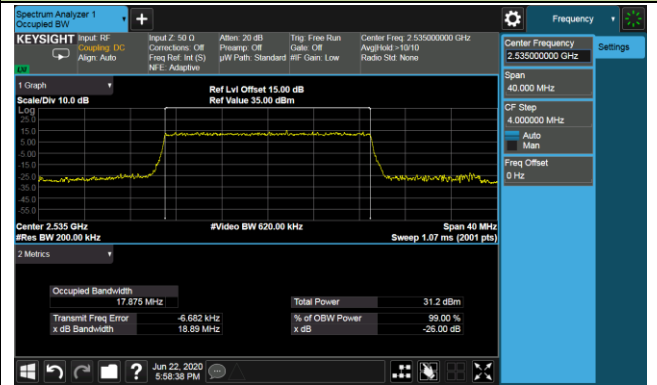 Spectrum Analyzer 1
Occupied BW
Frequency
KEYSIGHT
Input: RF
Coupling: DC
Align: Auto
Input Z: 50 Ω
Corrections: Off
Freq Ref: Int (S)
NFE: Adaptive
Atten: 20 dB
Preamp: Off
µW Path: Standard
Trig: Free Run
Gate: Off
#IF Gain: Low
Center Freq: 2.535000000 GHz
Avg|Hold:>10/10
Radio Std: None
Center Frequency
2.535000000 GHz
Settings
Span
40.000 MHz
CF Step
4.000000 MHz
Auto
Man
Freq Offset
0 Hz
1 Graph
Scale/Div 10.0 dB
Ref Lvl Offset 15.00 dB
Ref Value 35.00 dBm
Log
25.0
15.0
5.00
-5.00
-15.0
-25.0
-35.0
-45.0
-55.0
Center 2.535 GHz
#Video BW 620.00 kHz
Span 40 MHz
#Res BW 200.00 kHz
Sweep 1.07 ms (2001 pts)
2 Metrics
Occupied Bandwidth
17.875 MHz
Total Power
31.2 dBm
Transmit Freq Error
-6.682 kHz
% of OBW Power
99.00 %
x dB Bandwidth
18.89 MHz
x dB
-26.00 dB
Jun 22, 2020
5:58:38 PM